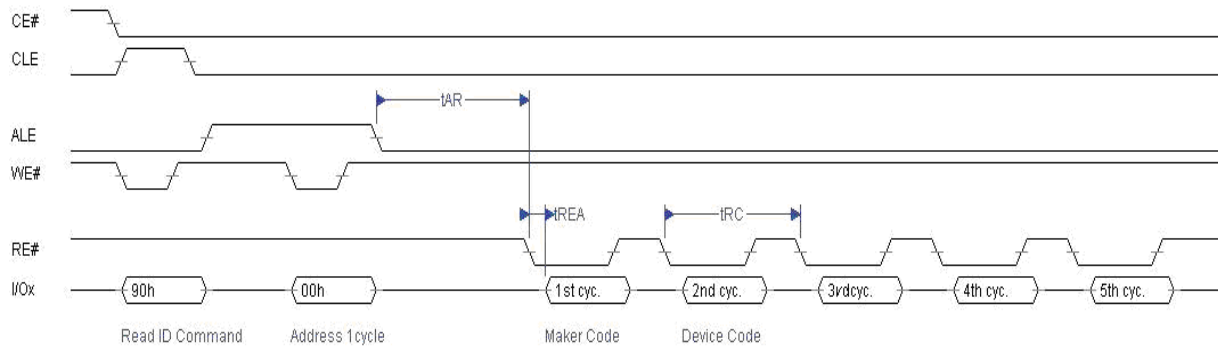 CE#
CLE
tAR
ALE
WE#
tREA
tRC
RE#
I/Ox
90h
00h
1st cyc.
2nd cyc.
3rdcyc.
4th cyc.
5th cyc.
Read ID Command
Address 1cycle
Maker Code
Device Code